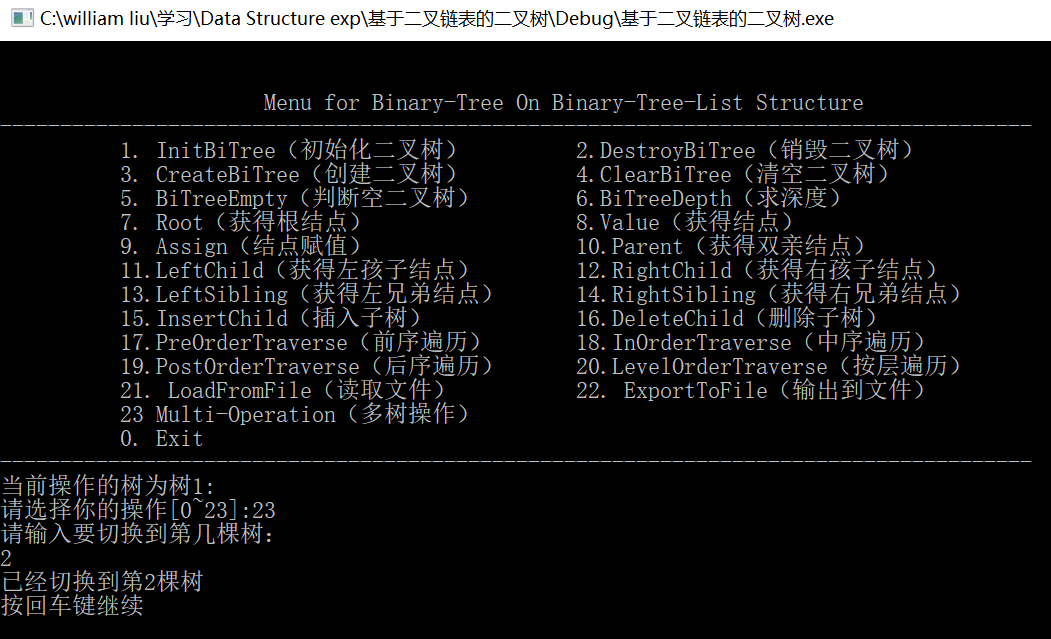 C:\william liu\学习\Data Structure exp\基于二叉链表的二叉树\Debug\基于二叉链表的二叉树.exe
Menu for Binary-Tree On Binary-Tree-List Structure
-------------------------------------------------------------------------------------
1. InitBiTree（初始化二叉树） 2.DestroyBiTree（销毁二叉树）
3. CreateBiTree（创建二叉树） 4.ClearBiTree（清空二叉树）
5. BiTreeEmpty（判断空二叉树） 6.BiTreeDepth（求深度）
7. Root（获得根结点） 8.Value（获得结点）
9. Assign（结点赋值） 10.Parent（获得双亲结点）
11.LeftChild（获得左孩子结点） 12.RightChild（获得右孩子结点）
13.LeftSibling（获得左兄弟结点） 14.RightSibling（获得右兄弟结点）
15.InsertChild（插入子树） 16.DeleteChild（删除子树）
17.PreOrderTraverse（前序遍历） 18.InOrderTraverse（中序遍历）
19.PostOrderTraverse（后序遍历） 20.LevelOrderTraverse（按层遍历）
21. LoadFromFile（读取文件） 22. ExportToFile（输出到文件）
23 Multi-Operation（多树操作）
0. Exit
-------------------------------------------------------------------------------------
当前操作的树为树1:
请选择你的操作[0~23]:23
请输入要切换到第几棵树：
2
已经切换到第2棵树
按回车键继续